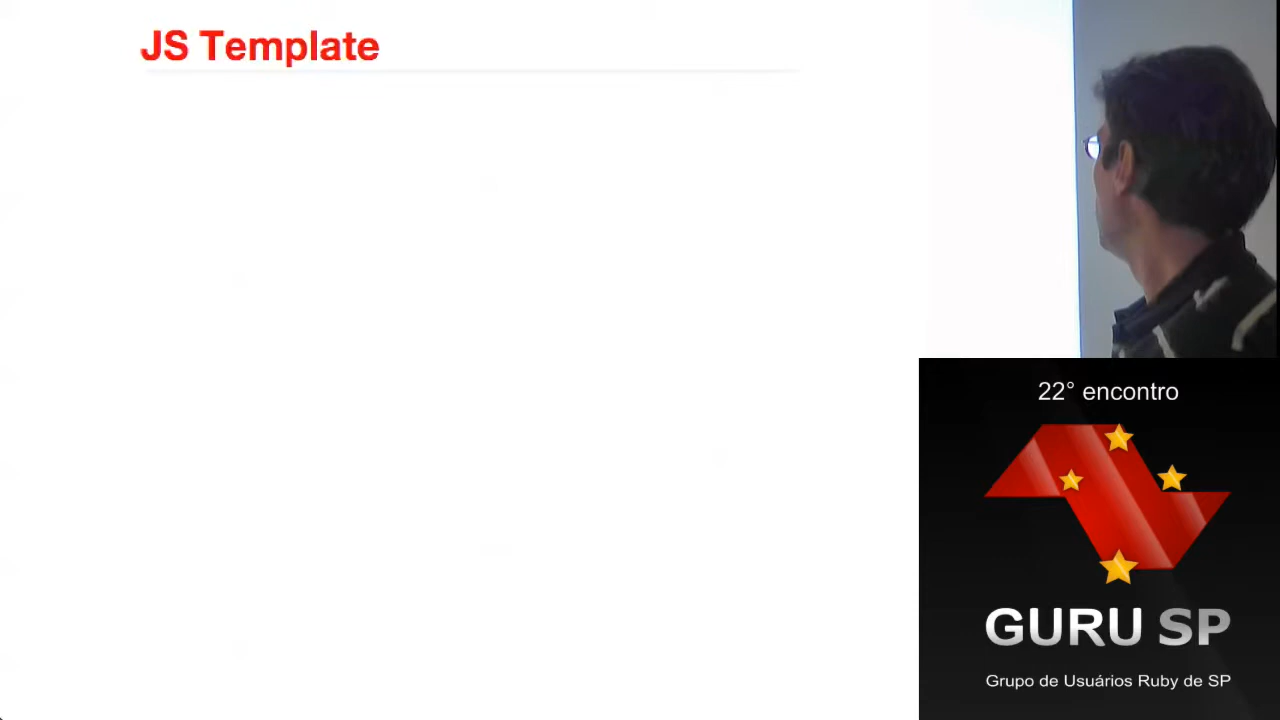 JS Template
22° encontro
GURU SP
Grupo de Usuários Ruby de SP